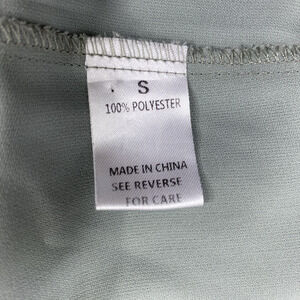 S
100% POLYESTER
MADE IN CHINA
SEE REVERSE
FOR CARE